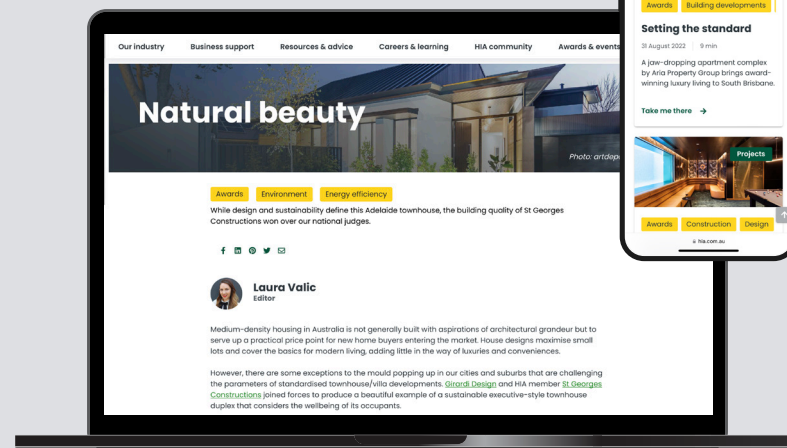 Our industry
Business support
Resources & advice
Careers & learning
HIA community
Awards & events
Natural beauty
Photo:
Awards
Environment
Energy efficiency
While design and sustainability define this Adelaide townhouse, the building quality of St Georges
Constructions won over our national judges.
Laura Valic
Editor
Medium-density housing in Australia is not generally built with aspirations of architectural grandeur but to
serve up a practical price point for new home buyers entering the market. House designs maximise small
lots and cover the basics for modern living, adding little in the way of luxuries and conveniences.
However, there are some exceptions to the mould popping up in our cities and suburbs that are challenging
the parameters of standardised townhouse/villa developments. Girardi Design and HIA member St Georges
Constructions joined forces to produce a beautiful example of a sustainable executive-style townhouse
duplex that considers the wellbeing of its occupants.
Awards
Building developments
Setting the standard
31 August 2022
9 min
A jaw-dropping apartment complex
by Aria Property Group brings award-
winning luxury living to South Brisbane.
Take me there
Projects
Awards
Construction
Design
hia.com.au